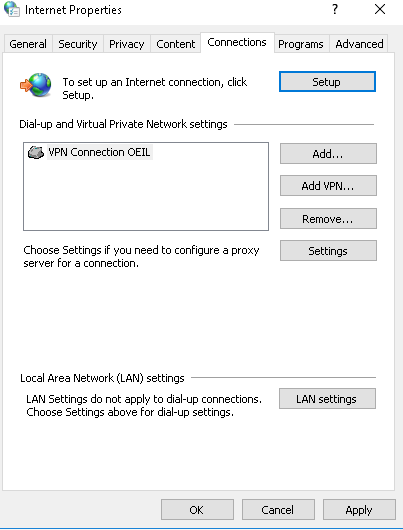 Internet Properties
? ×
General Security Privacy Content Connections Programs Advanced
To set up an Internet connection, click
Setup.
Setup
Dial-up and Virtual Private Network settings
VPN Connection OEIL
Add...
Add VPN...
Remove...
Choose Settings if you need to configure a proxy
server for a connection.
Settings
Local Area Network (LAN) settings
LAN Settings do not apply to dial-up connections.
Choose Settings above for dial-up settings.
LAN settings
OK Cancel Apply